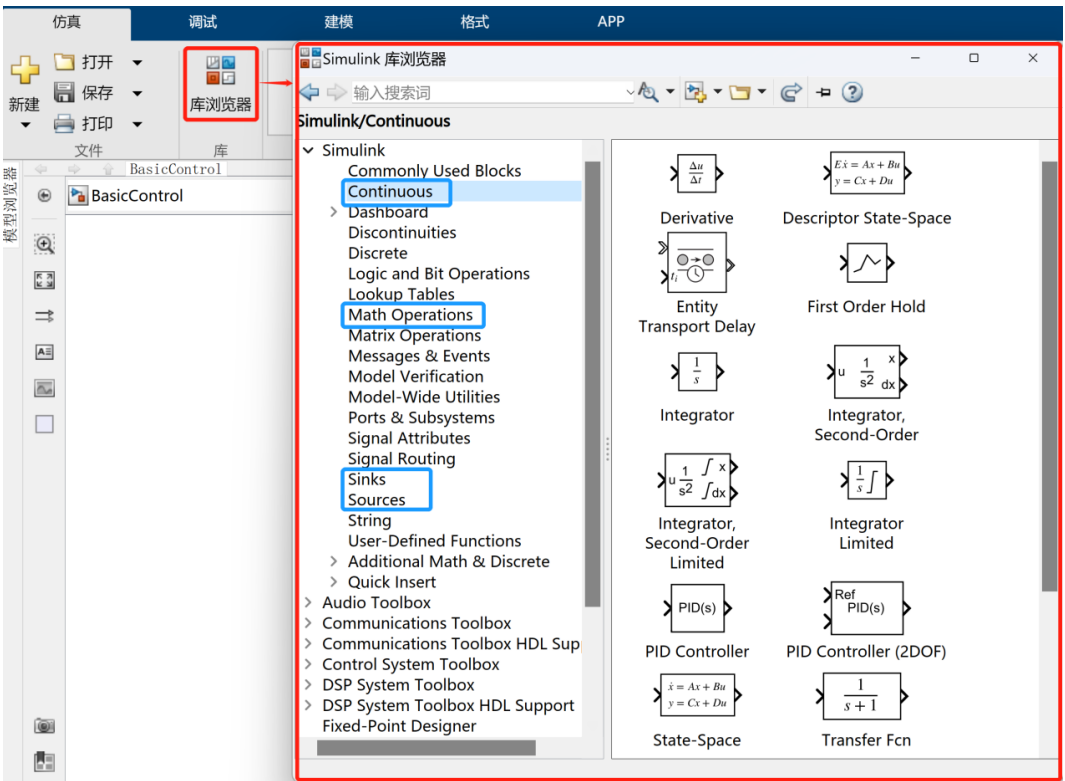 仿真 调试 建模 格式 APP
新建
打开
保存
打印
文件
库浏览器
库
Simulink 库浏览器
输入搜索词
Simulink/Continuous
模型浏览器
BasicControl
BasicControl
Simulink
Commonly Used Blocks
Continuous
Dashboard
Discontinuities
Discrete
Logic and Bit Operations
Lookup Tables
Math Operations
Matrix Operations
Messages & Events
Model Verification
Model-Wide Utilities
Ports & Subsystems
Signal Attributes
Signal Routing
Sinks
Sources
String
User-Defined Functions
Additional Math & Discrete
Quick Insert
Audio Toolbox
Communications Toolbox
Communications Toolbox HDL Sup
Control System Toolbox
DSP System Toolbox
DSP System Toolbox HDL Support
Fixed-Point Designer
Δu
Δt
Derivative
Eẋ = Ax + Bu
y = Cx + Du
Descriptor State-Space
tᵢ
Entity
Transport Delay
First Order Hold
1
s
Integrator
u 1 x
s² dx
Integrator,
Second-Order
u 1 ∫ x
s² ∫dx
Integrator,
Second-Order
Limited
1 ∫
s
Integrator
Limited
PID(s)
PID Controller
Ref
PID(s)
PID Controller (2DOF)
ẋ = Ax + Bu
y = Cx + Du
State-Space
1
s + 1
Transfer Fcn